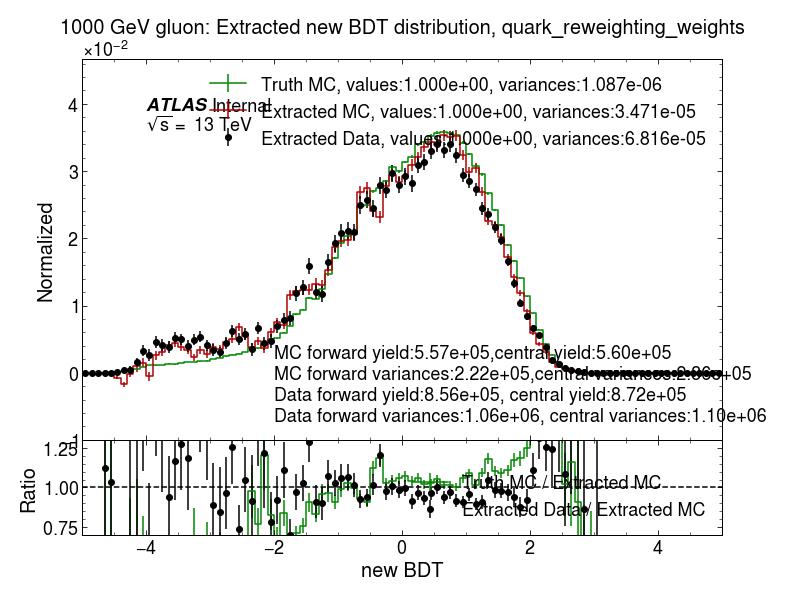 1000 GeV gluon: Extracted new BDT distribution, quark_reweighting_weights
×10⁻²
Truth MC, values:1.000e+00, variances:1.087e-06
ATLAS Internal
Extracted MC, values:1.000e+00, variances:3.471e-05
√s = 13 TeV
Extracted Data, values:1.000e+00, variances:6.816e-05
4
3
2
1
0
−1
Normalized
MC forward yield:5.57e+05,central yield:5.60e+05
MC forward variances:2.22e+05,central variances:2.86e+05
Data forward yield:8.56e+05, central yield:8.72e+05
Data forward variances:1.06e+06, central variances:1.10e+06
1.25
1.00
0.75
Ratio
Truth MC / Extracted MC
Extracted Data / Extracted MC
−4 −2 0 2 4
new BDT